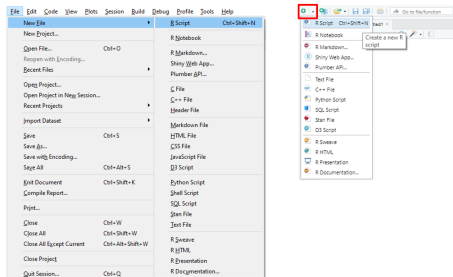 File Edit Code View Plots Session Build Debug Profile Tools Help
New File
New Project...
Open File... Ctrl+O
Reopen with Encoding...
Recent Files
Open Project...
Open Project in New Session...
Recent Projects
Import Dataset
Save Ctrl+S
Save As...
Save with Encoding...
Save All Ctrl+Alt+S
Knit Document Ctrl+Shift+K
Compile Report...
Print...
Close Ctrl+W
Close All Ctrl+Shift+W
Close All Except Current Ctrl+Alt+Shift+W
Close Project
Quit Session... Ctrl+Q
R Script Ctrl+Shift+N
R Notebook
R Markdown...
Shiny Web App...
Plumber API...
C File
C++ File
Header File
Markdown File
HTML File
CSS File
JavaScript File
D3 Script
Python Script
Shell Script
SQL Script
Stan File
Text File
R Sweave
R HTML
R Presentation
R Documentation...
Go to file/function
R Script Ctrl+Shift+N
R Notebook
R Markdown...
Shiny Web App...
Plumber API...
Text File
C++ File
Python Script
SQL Script
Stan File
D3 Script
R Sweave
R HTML
R Presentation
R Documentation...
Create a new R
script